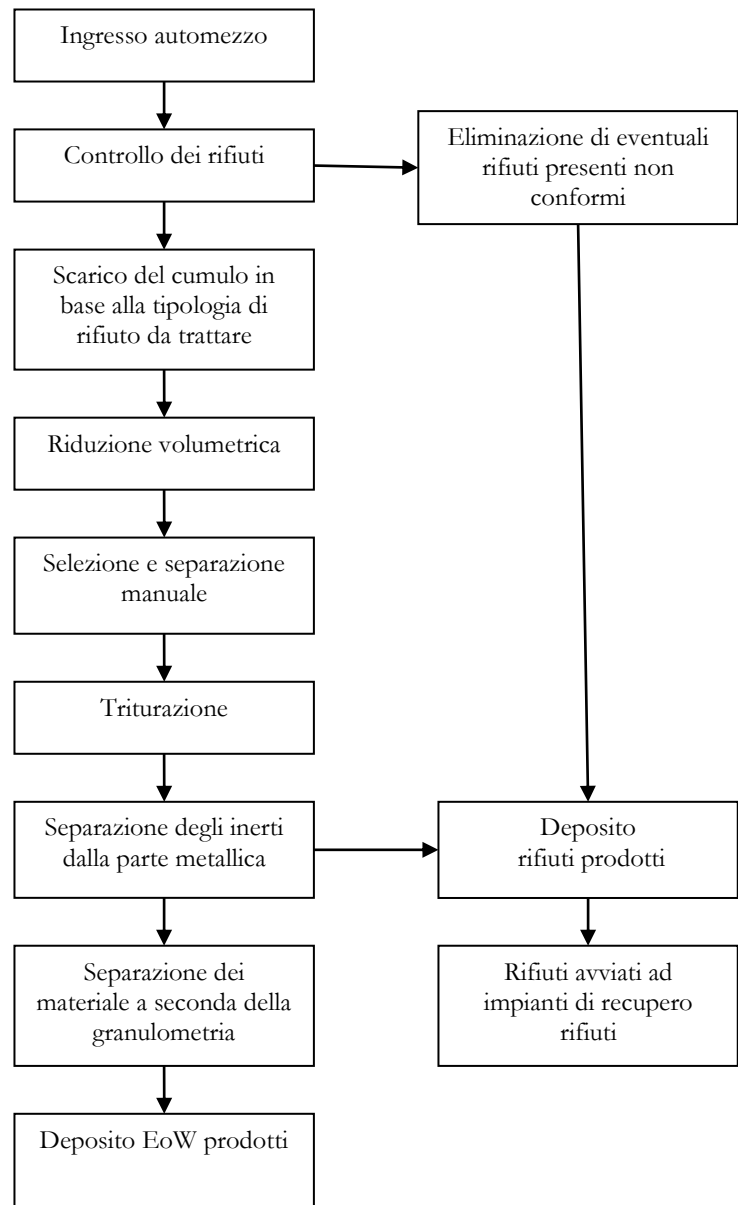 Ingresso automezzo
Controllo dei rifiuti
Eliminazione di eventuali
rifiuti presenti non
conformi
Scarico del cumulo in
base alla tipologia di
rifiuto da trattare
Riduzione volumetrica
Selezione e separazione
manuale
Triturazione
Separazione degli inerti
dalla parte metallica
Deposito
rifiuti prodotti
Separazione dei
materiale a seconda della
granulometria
Rifiuti avviati ad
impianti di recupero
rifiuti
Deposito EoW prodotti